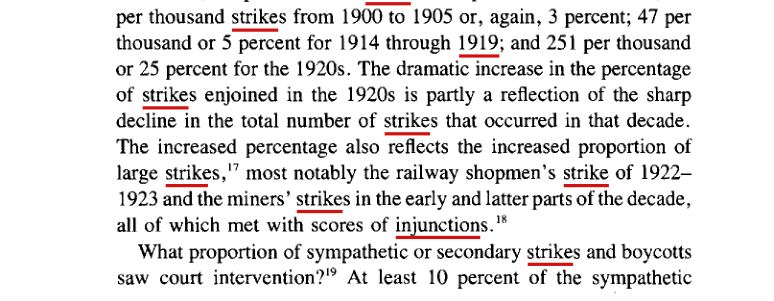 per thousand strikes from 1900 to 1905 or, again, 3 percent; 47 per
thousand or 5 percent for 1914 through 1919; and 251 per thousand
or 25 percent for the 1920s. The dramatic increase in the percentage
of strikes enjoined in the 1920s is partly a reflection of the sharp
decline in the total number of strikes that occurred in that decade.
The increased percentage also reflects the increased proportion of
large strikes,¹⁷ most notably the railway shopmen's strike of 1922–
1923 and the miners' strikes in the early and latter parts of the decade,
all of which met with scores of injunctions.¹⁸
What proportion of sympathetic or secondary strikes and boycotts
saw court intervention?¹⁹ At least 10 percent of the sympathetic